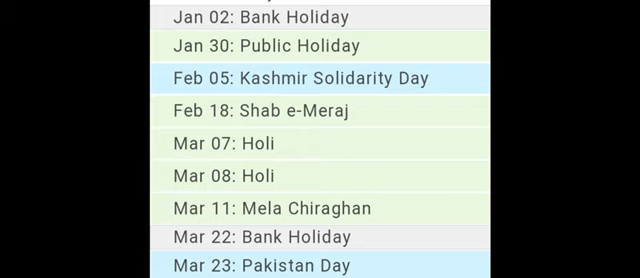 Jan 02: Bank Holiday
Jan 30: Public Holiday
Feb 05: Kashmir Solidarity Day
Feb 18: Shab e-Meraj
Mar 07: Holi
Mar 08: Holi
Mar 11: Mela Chiraghan
Mar 22: Bank Holiday
Mar 23: Pakistan Day